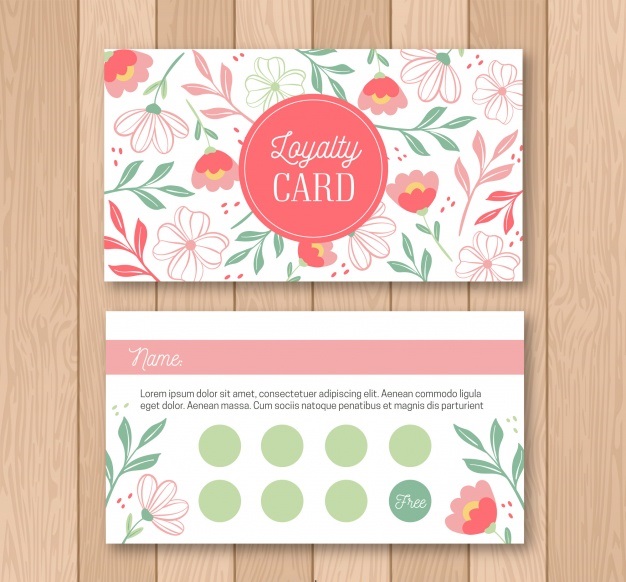 Loyalty
CARD
Name:
Lorem ipsum dolor sit amet, consectetuer adipiscing elit. Aenean commodo ligula
eget dolor. Aenean massa. Cum sociis natoque penatibus et magnis dis parturient
Free